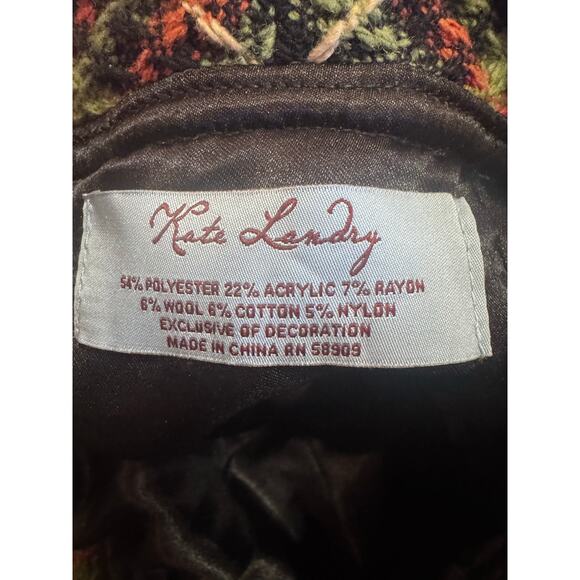 Kate Landry
54% POLYESTER 22% ACRYLIC 7% RAYON
6% WOOL 6% COTTON 5% NYLON
EXCLUSIVE OF DECORATION
MADE IN CHINA RN 58909